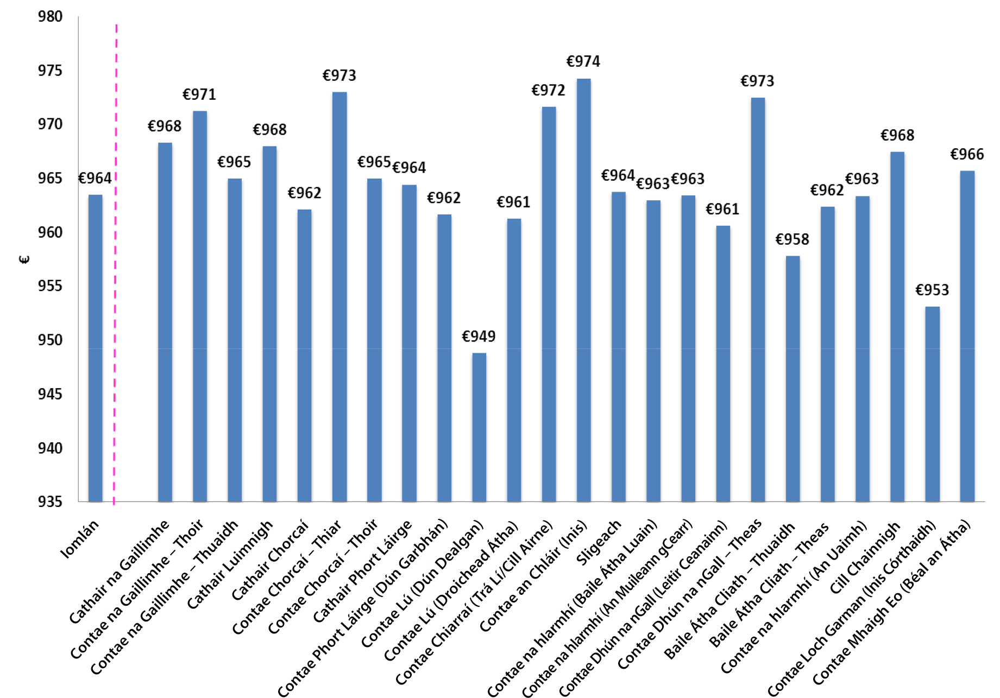 980
975
970
965
960
955
950
945
940
935
€
€964
€968
€971
€965
€968
€962
€973
€965
€964
€962
€949
€961
€972
€974
€964
€963
€963
€961
€973
€958
€962
€963
€968
€953
€966
Iomlán
Cathair na Gaillimhe
Contae na Gaillimhe – Thoir
Contae na Gaillimhe – Thuaidh
Cathair Luimnigh
Cathair Chorcaí
Contae Chorcaí – Thiar
Contae Chorcaí – Thoir
Cathair Phort Láirge
Contae Phort Láirge (Dún Garbhán)
Contae Lú (Dún Dealgan)
Contae Lú (Droichead Átha)
Contae Chiarraí (Trá Lí//Cill Airne)
Contae an Chláir (Inis)
Sligeach
Contae na hIarmhí (Baile Átha Luain)
Contae na hIarmhí (An Muileann gCearr)
Contae Dhún na nGall (Leitir Ceanainn)
Contae Dhún na nGall – Theas
Baile Átha Cliath – Thuaidh
Baile Átha Cliath – Theas
Contae na hIarmhí (An Uaimh)
Cill Chainnigh
Contae Loch Garman (Inis Córthaidh)
Contae Mhaigh Eo (Béal an Átha)